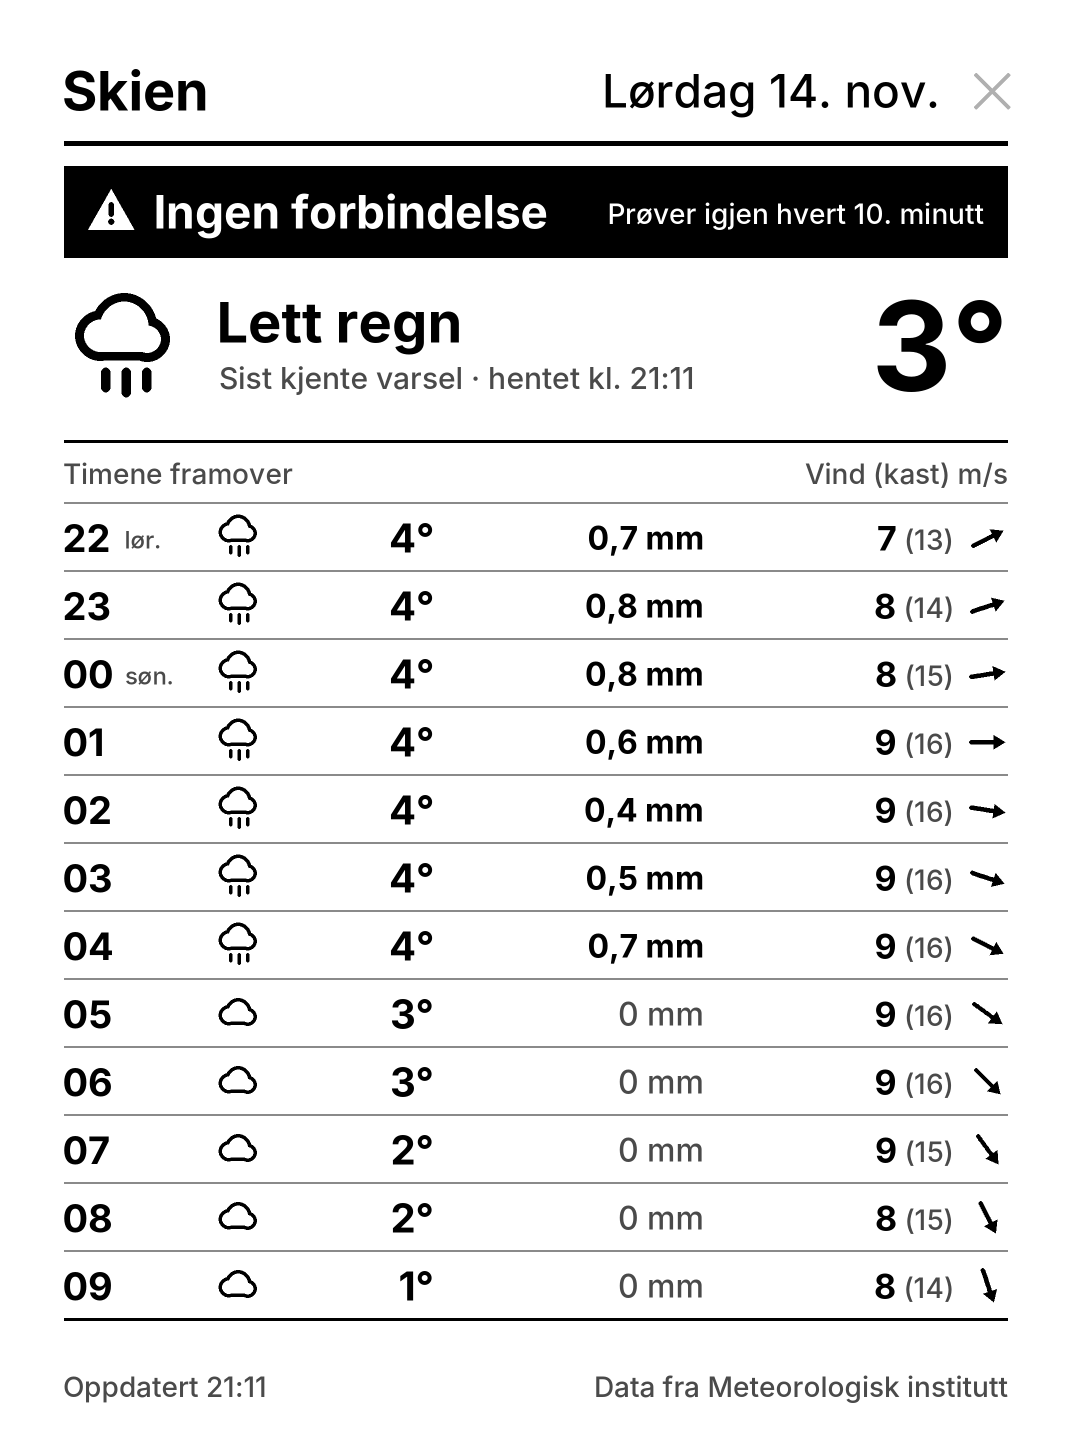 Skien Lørdag 14. nov.
Ingen forbindelse Prøver igjen hvert 10. minutt
Lett regn 3°
Sist kjente varsel · hentet kl. 21:11
Timene framover Vind (kast) m/s
22 lør. 4° 0,7 mm 7 (13)
23 4° 0,8 mm 8 (14)
00 søn. 4° 0,8 mm 8 (15)
01 4° 0,6 mm 9 (16)
02 4° 0,4 mm 9 (16)
03 4° 0,5 mm 9 (16)
04 4° 0,7 mm 9 (16)
05 3° 0 mm 9 (16)
06 3° 0 mm 9 (16)
07 2° 0 mm 9 (15)
08 2° 0 mm 8 (15)
09 1° 0 mm 8 (14)
Oppdatert 21:11 Data fra Meteorologisk institutt